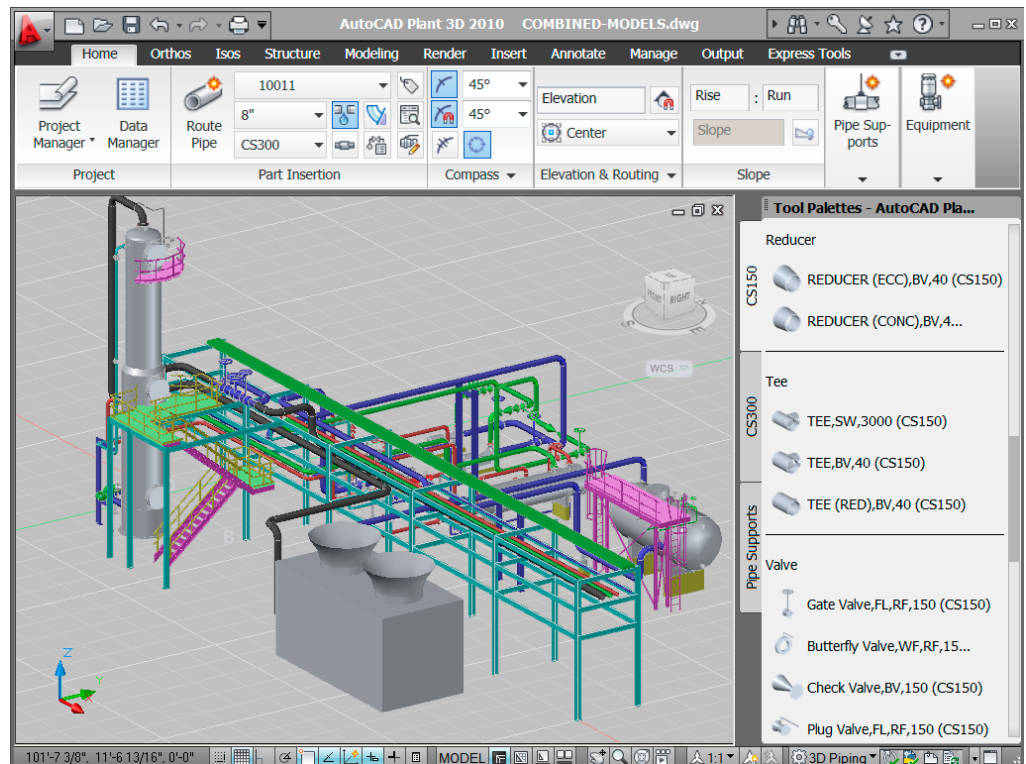 AutoCAD Plant 3D 2010 COMBINED-MODELS.dwg
Home Orthos Isos Structure Modeling Render Insert Annotate Manage Output Express Tools
Project Manager
Data Manager
Route Pipe
10011
8"
CS300
45°
45°
Elevation
Center
Rise : Run
Slope
Pipe Sup-
ports
Equipment
Project Part Insertion Compass Elevation & Routing Slope
Tool Palettes - AutoCAD Pla...
CS150
CS300
Pipe Supports
Reducer
REDUCER (ECC),BV,40 (CS150)
REDUCER (CONC),BV,4...
Tee
TEE,SW,3000 (CS150)
TEE,BV,40 (CS150)
TEE (RED),BV,40 (CS150)
Valve
Gate Valve,FL,RF,150 (CS150)
Butterfly Valve,WF,RF,15...
Check Valve,BV,150 (CS150)
Plug Valve,FL,RF,150 (CS150)
FRONT RIGHT
S E
WCS
B
Z
Y
101'-7 3/8", 11'-6 13/16", 0'-0" MODEL 1:1 3D Piping